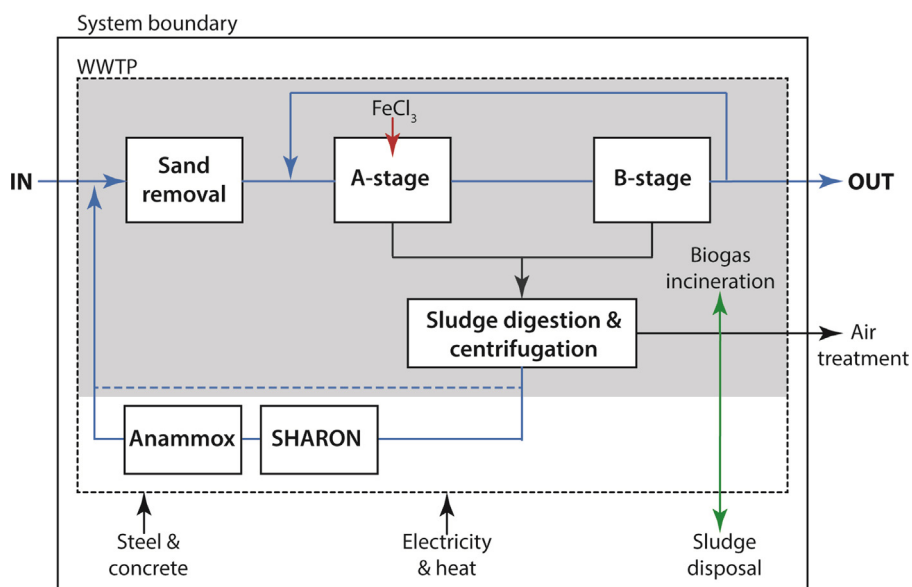 System boundary
WWTP
FeCl₃
IN
Sand
removal
A-stage
B-stage
OUT
Biogas
incineration
Sludge digestion &
centrifugation
Air
treatment
Anammox
SHARON
Steel &
concrete
Electricity
& heat
Sludge
disposal